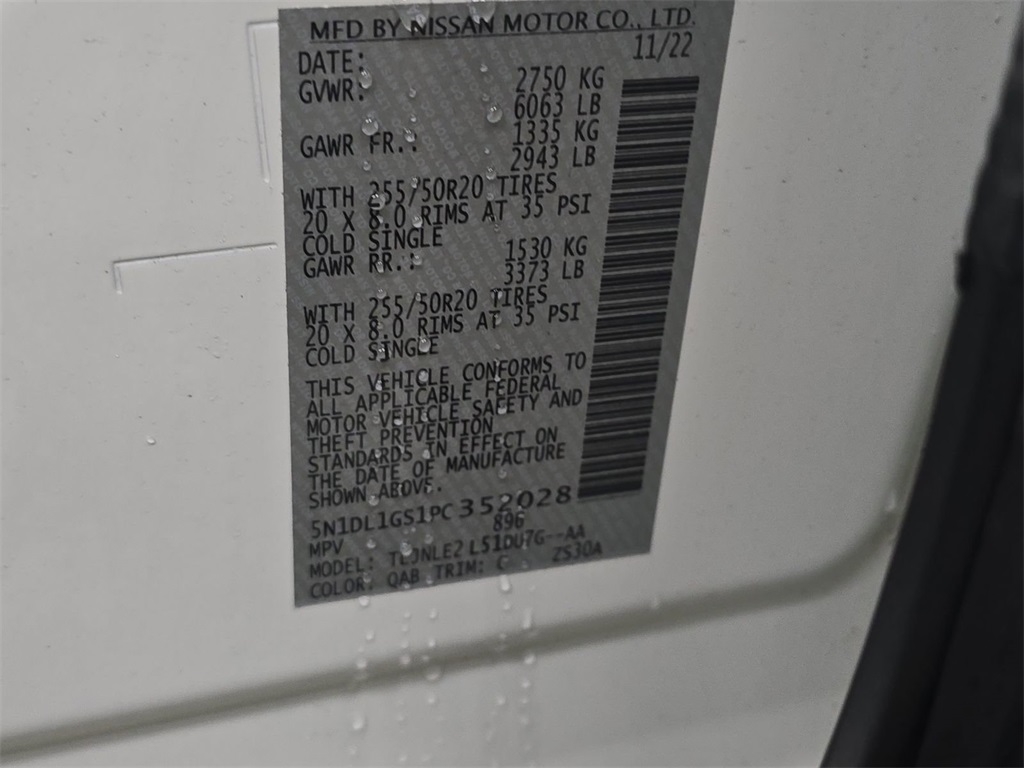 MFD BY NISSAN MOTOR CO., LTD.
DATE: 11/22
GVWR: 2750 KG
6063 LB
GAWR FR.: 1335 KG
2943 LB
WITH 255/50R20 TIRES
20 X 8.0 RIMS AT 35 PSI
COLD SINGLE
GAWR RR.: 1530 KG
3373 LB
WITH 255/50R20 TIRES
20 X 8.0 RIMS AT 35 PSI
COLD SINGLE
THIS VEHICLE CONFORMS TO
ALL APPLICABLE FEDERAL
MOTOR VEHICLE SAFETY AND
THEFT PREVENTION
STANDARDS IN EFFECT ON
THE DATE OF MANUFACTURE
SHOWN ABOVE.
5N1DL1GS1PC352028
MPV 896
MODEL:
COLOR: QAB TRIM: ZS30A